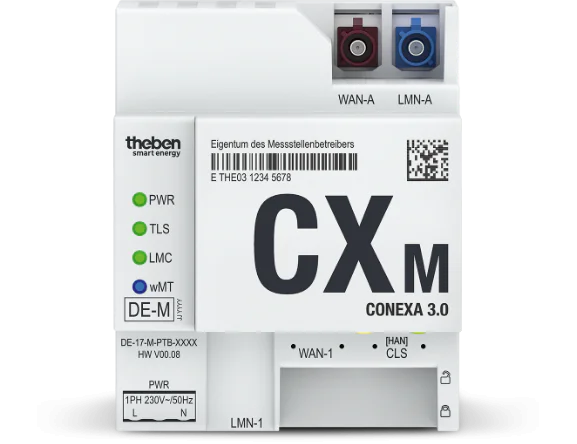 WAN-A LMN-A
theben
smart energy
Eigentum des Messstellenbetreibers
E THE03 1234 5678
PWR
TLS
LMC
wMT
CXM
CONEXA 3.0
DE-M
DE-17-M-PTB-XXXX
HW V00.08
WAN-1
[HAN]
CLS
PWR
1PH 230V~/50Hz
L N
LMN-1